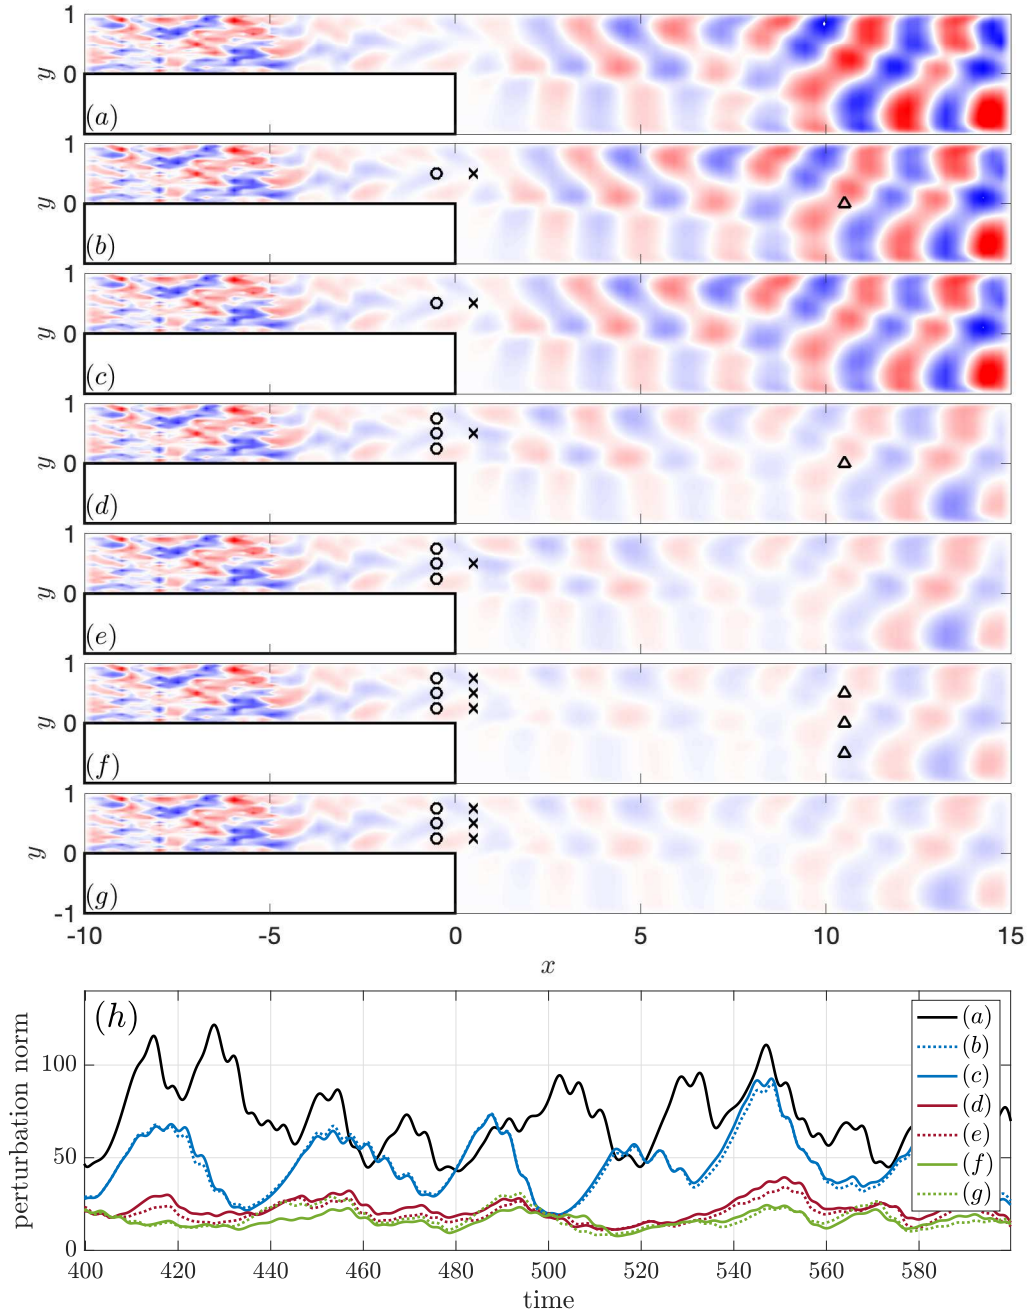 1
y
0
(a)
1
y
0
(b)
1
y
0
(c)
1
y
0
(d)
1
y
0
(e)
1
y
0
(f)
1
y
0
(g)
-1
-10 -5 0 5 10 15
x
(h)
perturbation norm
100
50
0
400 420 440 460 480 500 520 540 560 580
time
(a)
(b)
(c)
(d)
(e)
(f)
(g)